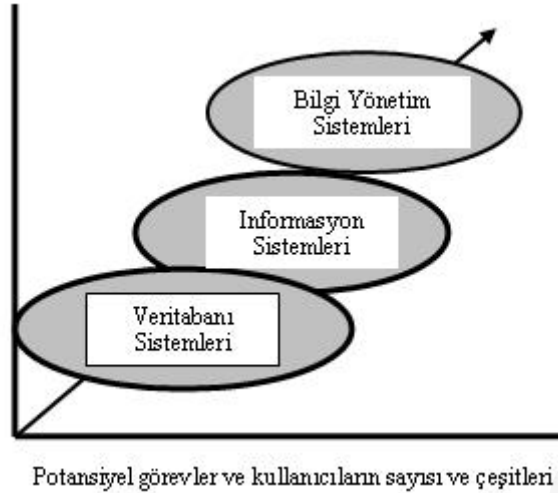 Bilgi Yönetim
Sistemleri
Informasyon
Sistemleri
Veritabanı
Sistemleri
Potansiyel görevler ve kullanıcıların sayısı ve çeşitleri